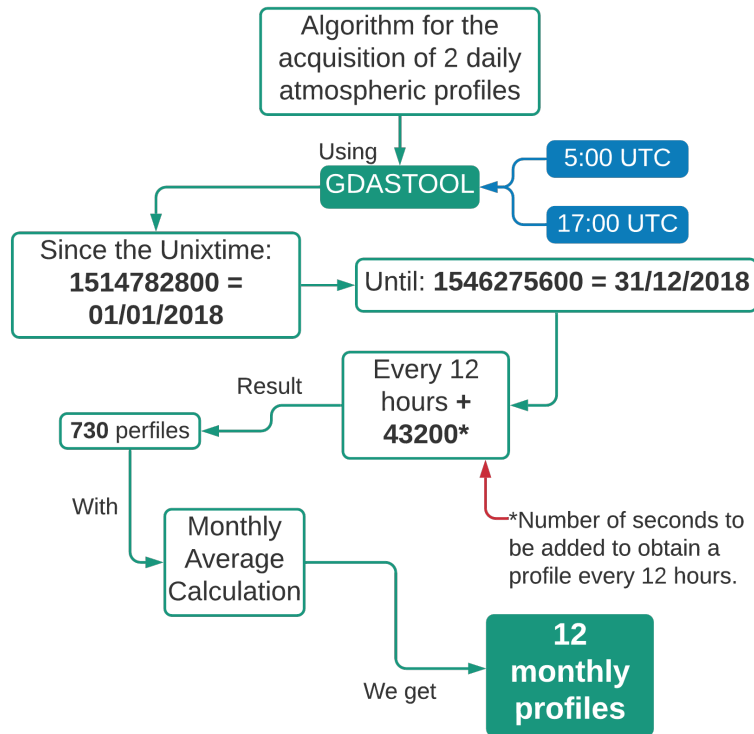 Algorithm for the
acquisition of 2 daily
atmospheric profiles
Using
GDASTOOL
5:00 UTC
17:00 UTC
Since the Unixtime:
1514782800 =
01/01/2018
Until: 1546275600 = 31/12/2018
Every 12
hours +
43200*
Result
730 perfiles
*Number of seconds to
be added to obtain a
profile every 12 hours.
With
Monthly
Average
Calculation
We get
12
monthly
profiles